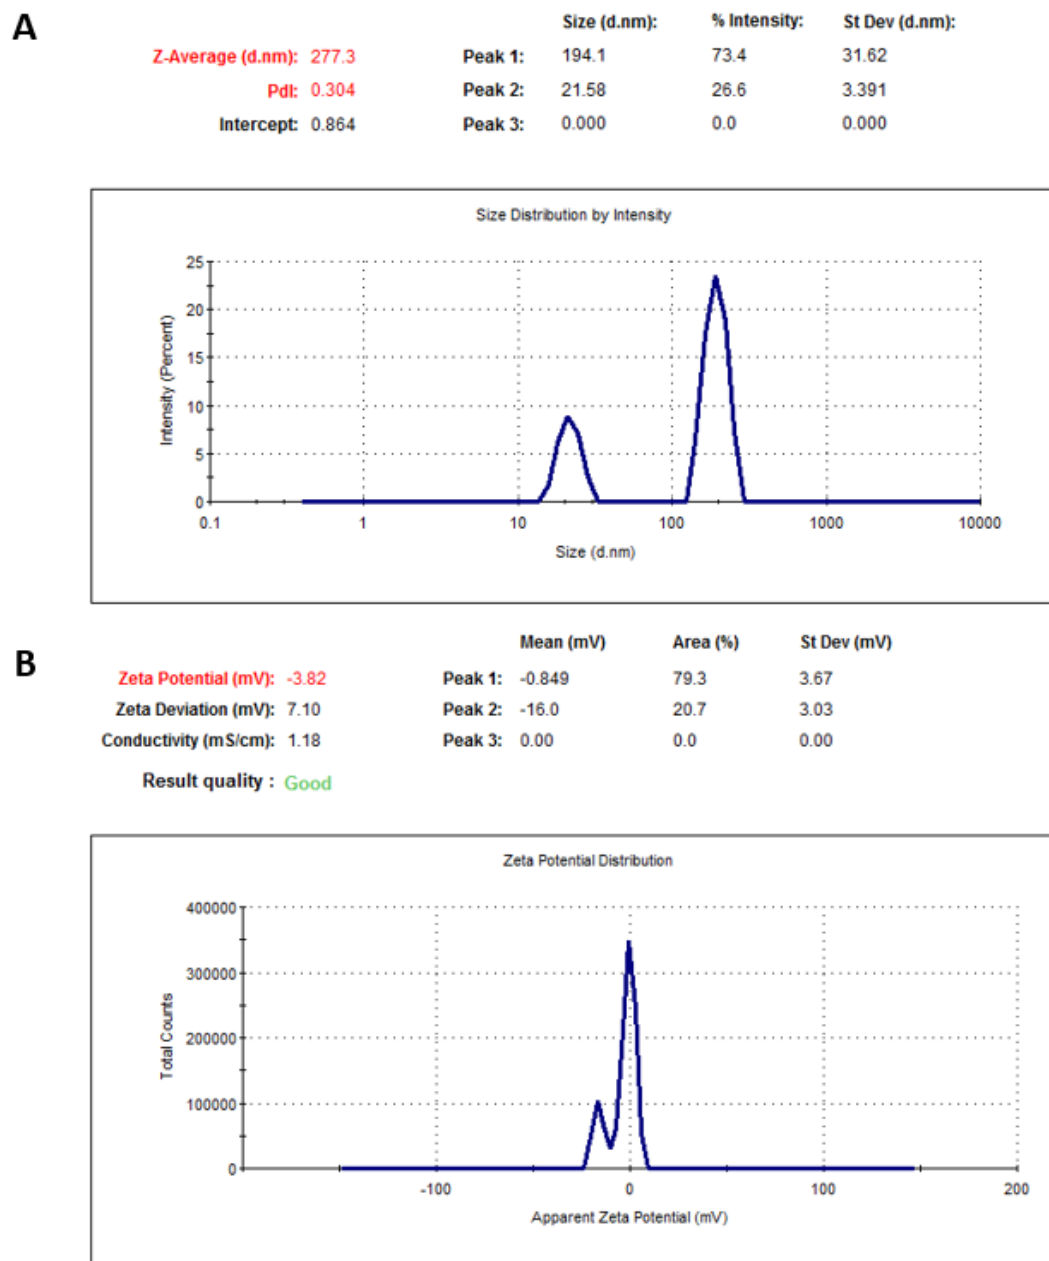 A
Size (d.nm): % Intensity: St Dev (d.nm):
Z-Average (d.nm): 277.3 Peak 1: 194.1 73.4 31.62
PdI: 0.304 Peak 2: 21.58 26.6 3.391
Intercept: 0.864 Peak 3: 0.000 0.0 0.000
Size Distribution by Intensity
Intensity (Percent)
25
20
15
10
5
0
0.1 1 10 100 1000 10000
Size (d.nm)
B
Mean (mV) Area (%) St Dev (mV)
Zeta Potential (mV): -3.82 Peak 1: -0.849 79.3 3.67
Zeta Deviation (mV): 7.10 Peak 2: -16.0 20.7 3.03
Conductivity (mS/cm): 1.18 Peak 3: 0.00 0.0 0.00
Result quality : Good
Zeta Potential Distribution
Total Counts
400000
300000
200000
100000
0
-100 0 100 200
Apparent Zeta Potential (mV)